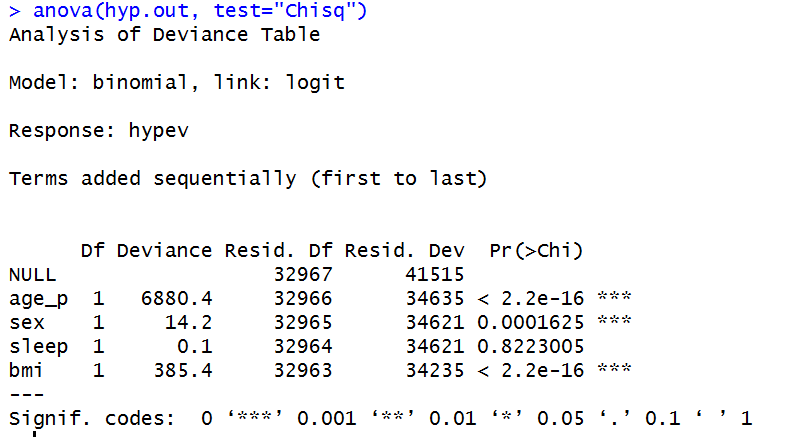 > anova(hyp.out, test="Chisq")
Analysis of Deviance Table
Model: binomial, link: logit
Response: hypev
Terms added sequentially (first to last)
Df Deviance Resid. Df Resid. Dev Pr(>Chi)
NULL 32967 41515
age_p 1 6880.4 32966 34635 < 2.2e-16 ***
sex 1 14.2 32965 34621 0.0001625 ***
sleep 1 0.1 32964 34621 0.8223005
bmi 1 385.4 32963 34235 < 2.2e-16 ***
---
Signif. codes: 0 ‘***’ 0.001 ‘**’ 0.01 ‘*’ 0.05 ‘.’ 0.1 ‘ ’ 1